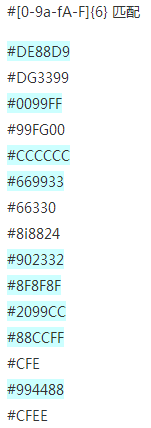 #[0-9a-fA-F]{6} 匹配
#DE88D9
#DG3399
#0099FF
#99FG00
#CCCCCC
#669933
#66330
#8i8824
#902332
#8F8F8F
#2099CC
#88CCFF
#CFE
#994488
#CFEE